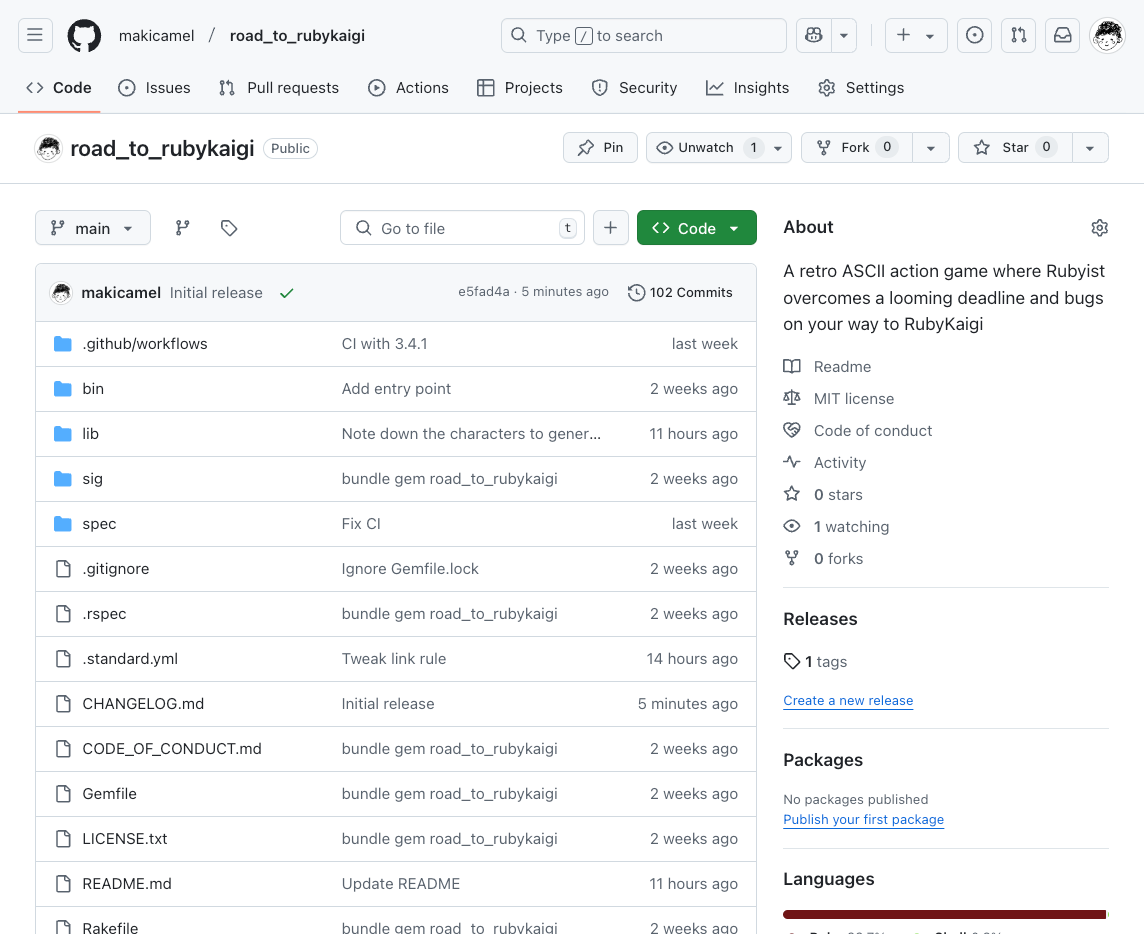 makicamel / road_to_rubykaigi Type / to search
Code Issues Pull requests Actions Projects Security Insights Settings
road_to_rubykaigi Public Pin Unwatch 1 Fork 0 Star 0
main Go to file t Code
makicamel Initial release e5fad4a · 5 minutes ago 102 Commits
.github/workflows CI with 3.4.1 last week
bin Add entry point 2 weeks ago
lib Note down the characters to gener... 11 hours ago
sig bundle gem road_to_rubykaigi 2 weeks ago
spec Fix CI last week
.gitignore Ignore Gemfile.lock 2 weeks ago
.rspec bundle gem road_to_rubykaigi 2 weeks ago
.standard.yml Tweak link rule 14 hours ago
CHANGELOG.md Initial release 5 minutes ago
CODE_OF_CONDUCT.md bundle gem road_to_rubykaigi 2 weeks ago
Gemfile bundle gem road_to_rubykaigi 2 weeks ago
LICENSE.txt bundle gem road_to_rubykaigi 2 weeks ago
README.md Update README 11 hours ago
Rakefile bundle gem road_to_rubykaigi 2 weeks ago
About
A retro ASCII action game where Rubyist
overcomes a looming deadline and bugs
on your way to RubyKaigi
Readme
MIT license
Code of conduct
Activity
0 stars
1 watching
0 forks
Releases
1 tags
Create a new release
Packages
No packages published
Publish your first package
Languages